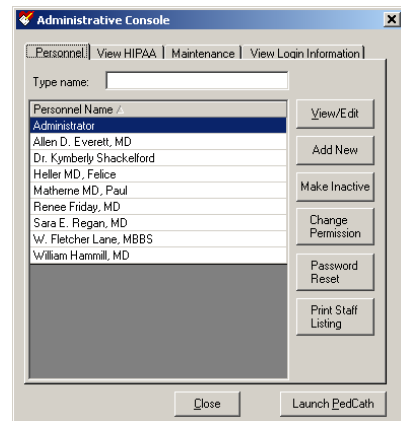 Administrative Console
Personnel View HIPAA Maintenance View Login Information
Type name:
Personnel Name
Administrator
Allen D. Everett, MD
Dr. Kymberly Shackelford
Heller MD, Felice
Matherne MD, Paul
Renee Friday, MD
Sara E. Regan, MD
W. Fletcher Lane, MBBS
William Hammill, MD
View/Edit
Add New
Make Inactive
Change
Permission
Password
Reset
Print Staff
Listing
Close Launch PedCath